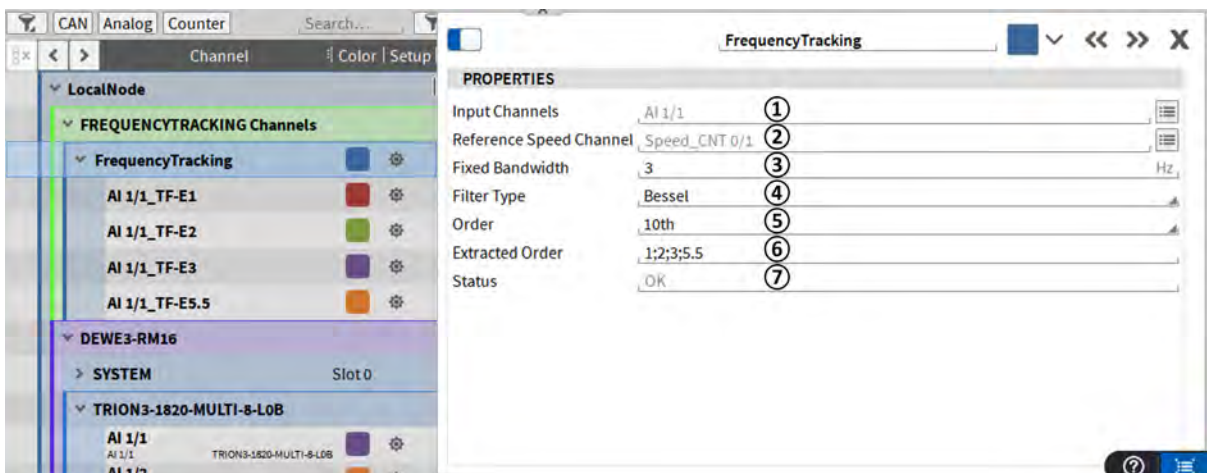 CAN Analog Counter Search...
Channel Color Setup
LocalNode
FREQUENCYTRACKING Channels
FrequencyTracking
AI 1/1_TF-E1
AI 1/1_TF-E2
AI 1/1_TF-E3
AI 1/1_TF-E5.5
DEWE3-RM16
SYSTEM Slot 0
TRION3-1820-MULTI-8-L0B
AI 1/1
AI 1/1 TRION3-1820-MULTI-8-L0B
AI 1/2
FrequencyTracking X
PROPERTIES
Input Channels AI 1/1 ①
Reference Speed Channel Speed_CNT 0/1 ②
Fixed Bandwidth 3 ③ Hz
Filter Type Bessel ④
Order 10th ⑤
Extracted Order 1;2;3;5.5 ⑥
Status OK ⑦